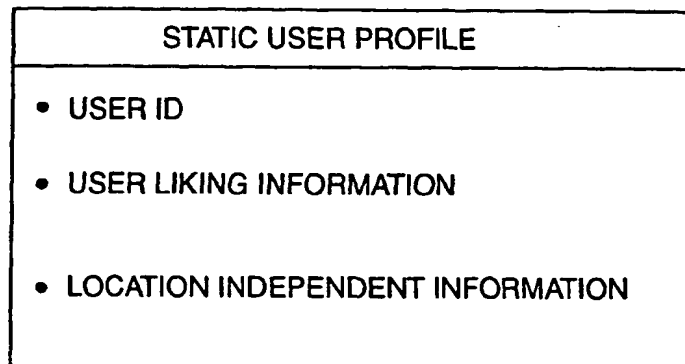 STATIC USER PROFILE
• USER ID
• USER LIKING INFORMATION
• LOCATION INDEPENDENT INFORMATION